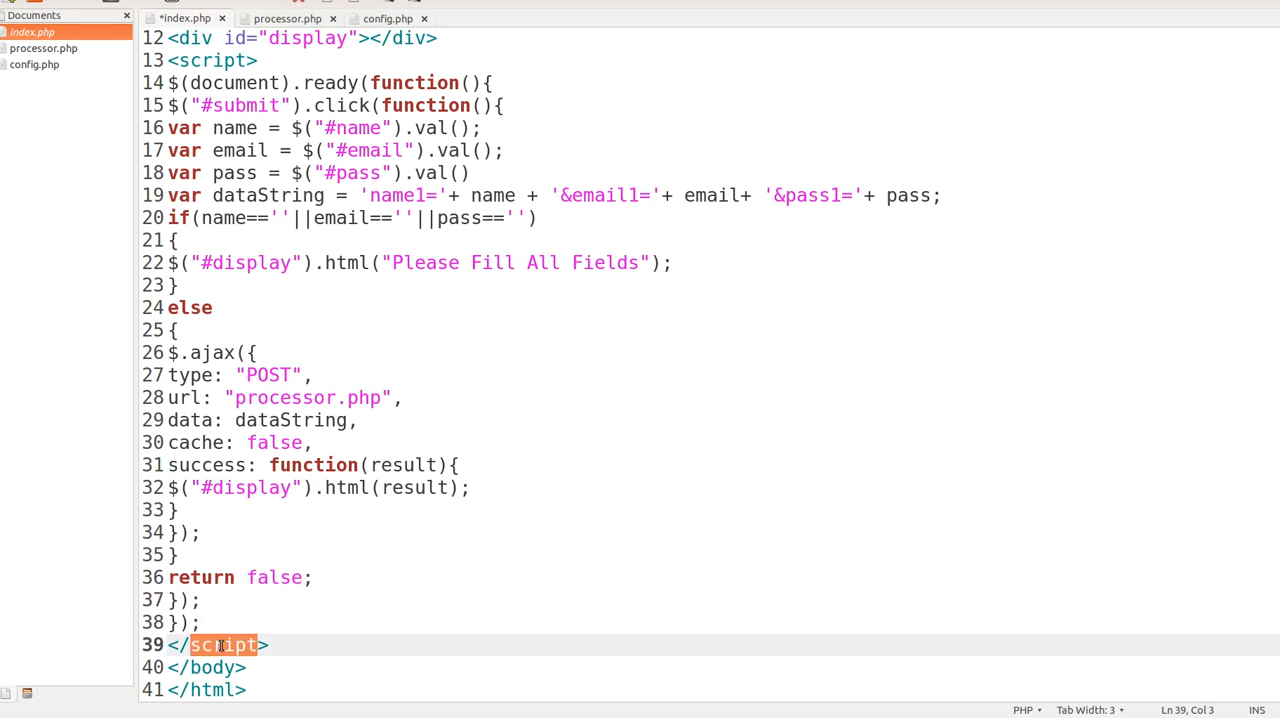 Documents
index.php
processor.php
config.php
*index.php
processor.php
config.php
12 <div id="display"></div>
13 <script>
14 $(document).ready(function(){
15 $("#submit").click(function(){
16 var name = $("#name").val();
17 var email = $("#email").val();
18 var pass = $("#pass").val()
19 var dataString = 'name1='+ name + '&email1='+ email+ '&pass1='+ pass;
20 if(name==''||email==''||pass=='')
21 {
22 $("#display").html("Please Fill All Fields");
23 }
24 else
25 {
26 $.ajax({
27 type: "POST",
28 url: "processor.php",
29 data: dataString,
30 cache: false,
31 success: function(result){
32 $("#display").html(result);
33 }
34 });
35 }
36 return false;
37 });
38 });
39 </script>
40 </body>
41 </html>
PHP Tab Width: 3 Ln 39, Col 3 INS